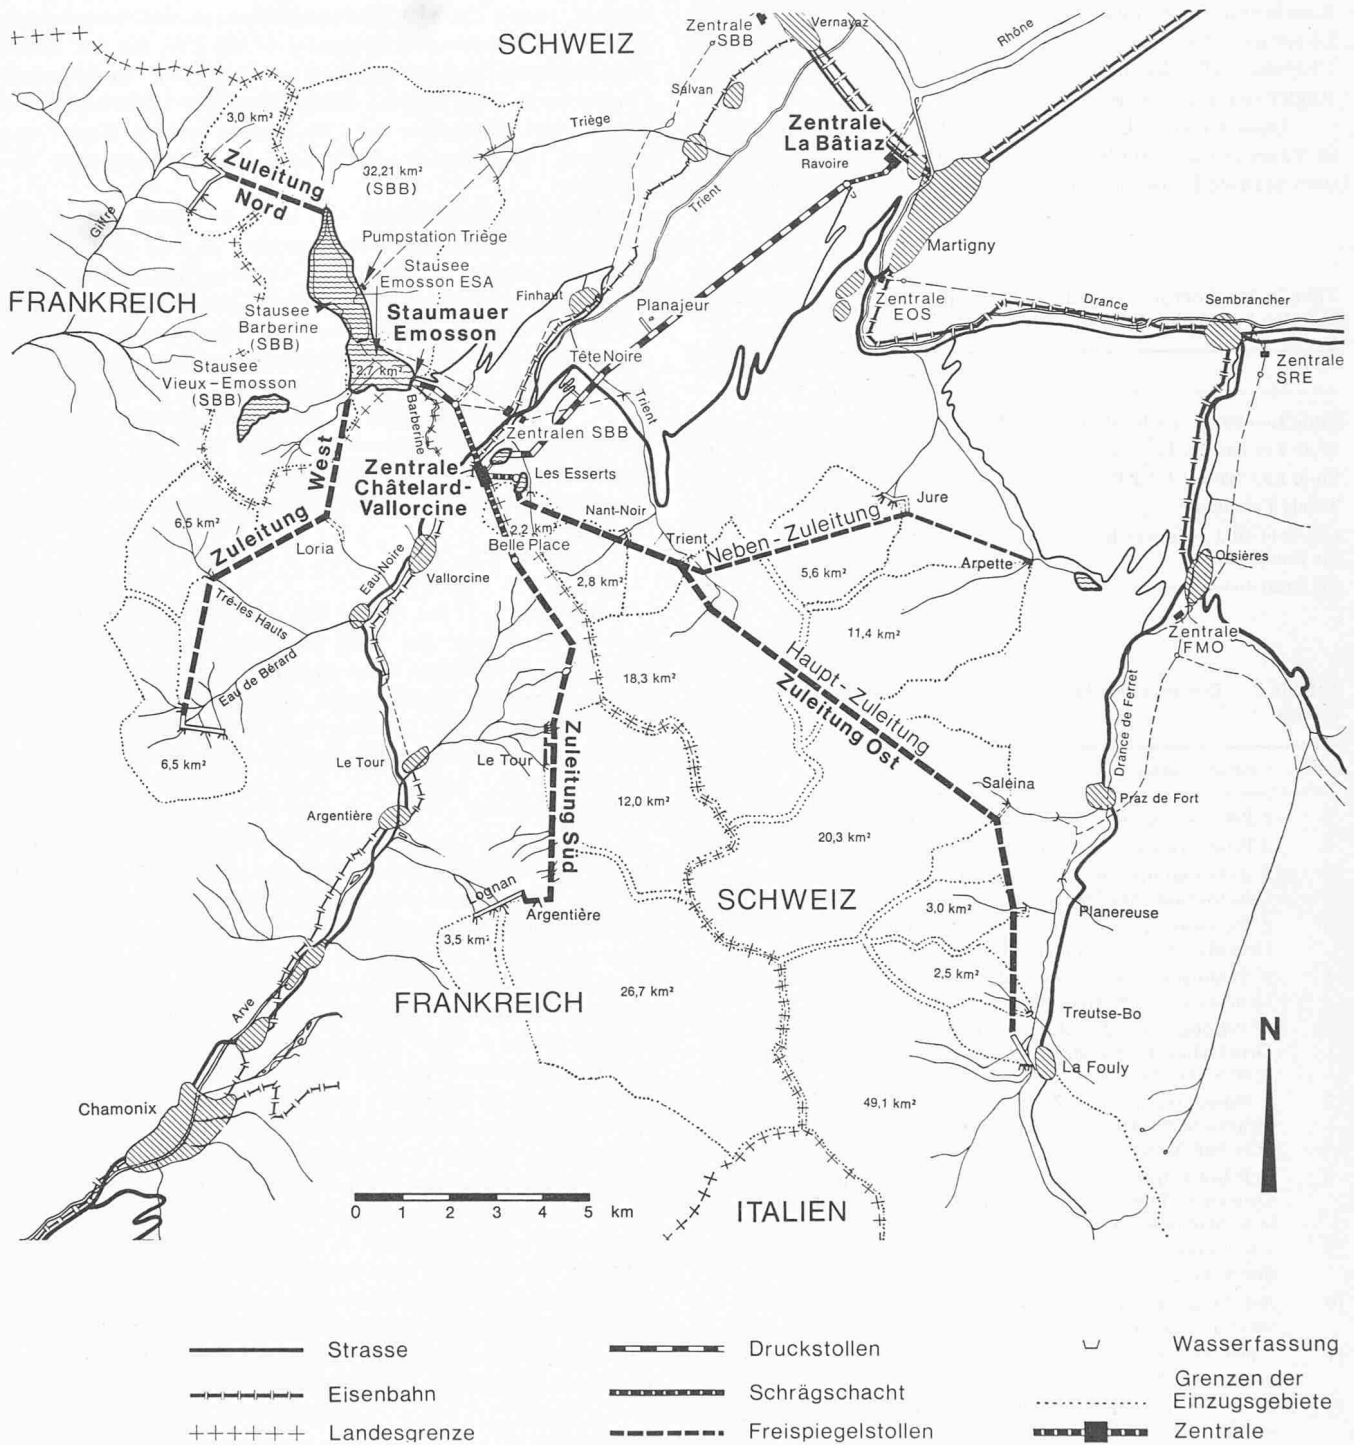 SCHWEIZ
Zentrale
SBB
Vernayaz
Rhône
3,0 km²
Salvan
Triège
Zentrale
La Bâtiaz
Ravoire
Zuleitung
Nord
32,21 km²
(SBB)
Trient
Giffre
Pumpstation Triège
Martigny
Stausee
Emosson ESA
FRANKREICH
Finhaut
Planajeur
Zentrale
EOS
Drance
Sembrancher
Stausee
Barberine
(SBB)
Staumauer
Emosson
Tête Noire
Zentrale
SRE
Stausee
Vieux-Emosson
(SBB)
2,7 km²
Barberine
Trient
Zentralen SBB
Zentrale
Châtelard-
Vallorcine
Les Esserts
West
Zuleitung
6,5 km²
Loria
2,2 km²
Belle Place
Nant-Noir
Trient
Neben-Zuleitung
Jure
Arpette
Orsières
Eau Noire
Vallorcine
2,8 km²
5,6 km²
Tré-les Hauts
11,4 km²
Zentrale
FMO
Eau de Bérard
18,3 km²
Haupt-Zuleitung
Zuleitung Ost
Drance de Ferret
6,5 km²
Le Tour
Le Tour
Zuleitung Süd
Saleina
Praz de Fort
Argentière
12,0 km²
20,3 km²
Lognan
Argentière
SCHWEIZ
3,0 km²
Planereuse
3,5 km²
2,5 km²
FRANKREICH
26,7 km²
Treutse-Bo
Arve
N
La Fouly
Chamonix
49,1 km²
0 1 2 3 4 5 km
ITALIEN
Strasse
Druckstollen
Wasserfassung
Eisenbahn
Schrägschacht
Grenzen der
Einzugsgebiete
Landesgrenze
Freispiegelstollen
Zentrale